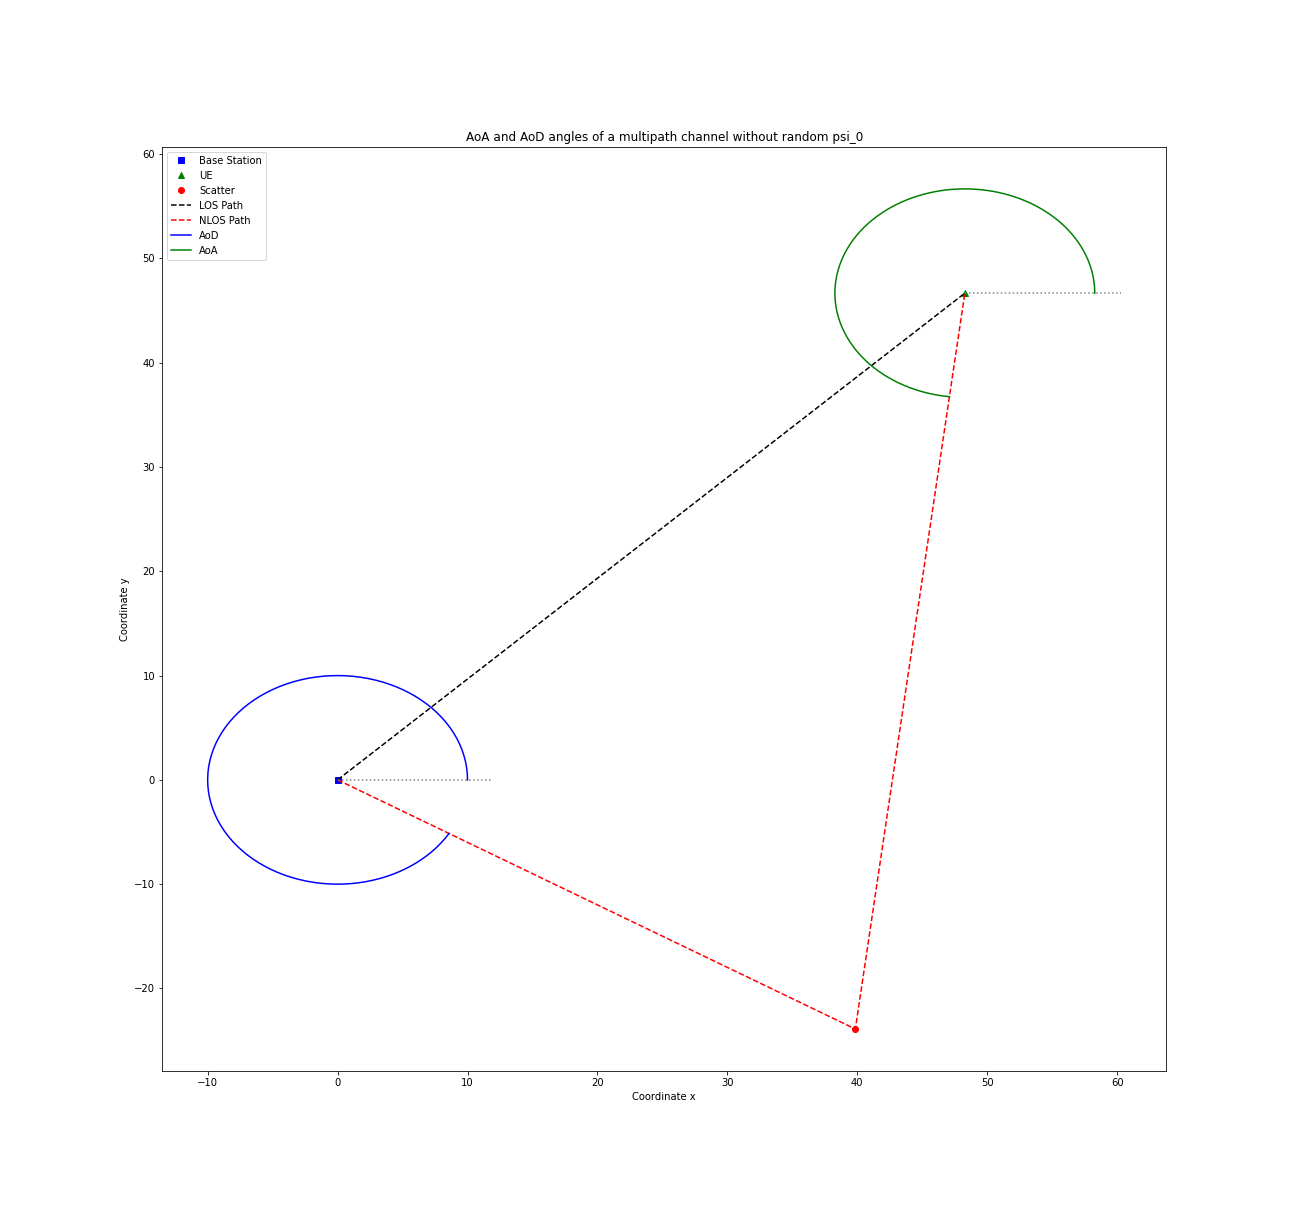 AoA and AoD angles of a multipath channel without random psi_0
Base Station
UE
Scatter
LOS Path
NLOS Path
AoD
AoA
60
50
40
30
20
10
0
−10
−20
Coordinate y
−10
0
10
20
30
40
50
60
Coordinate x